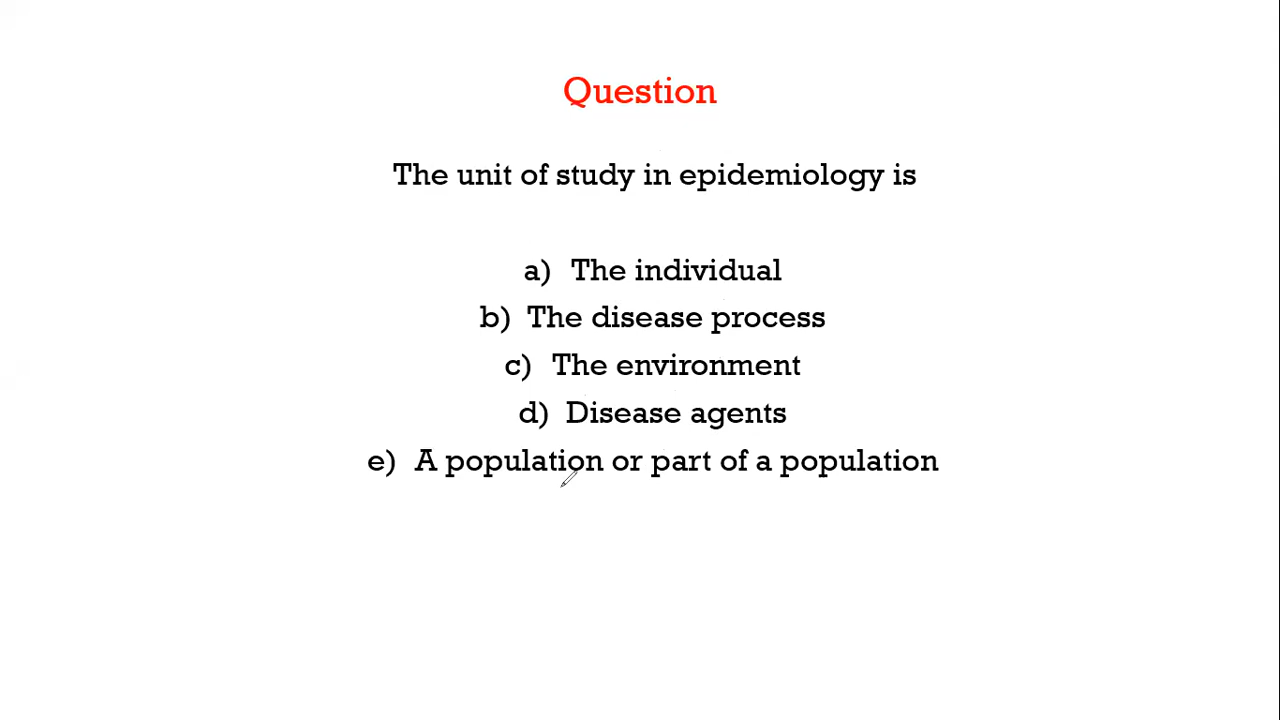 Question
The unit of study in epidemiology is
a) The individual
b) The disease process
c) The environment
d) Disease agents
e) A population or part of a population